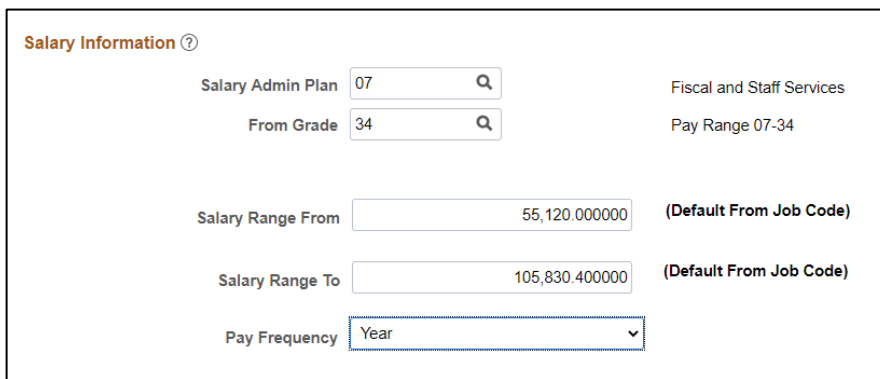 Salary Information ?
Salary Admin Plan 07 Fiscal and Staff Services
From Grade 34 Pay Range 07-34
Salary Range From 55,120.000000 (Default From Job Code)
Salary Range To 105,830.400000 (Default From Job Code)
Pay Frequency Year